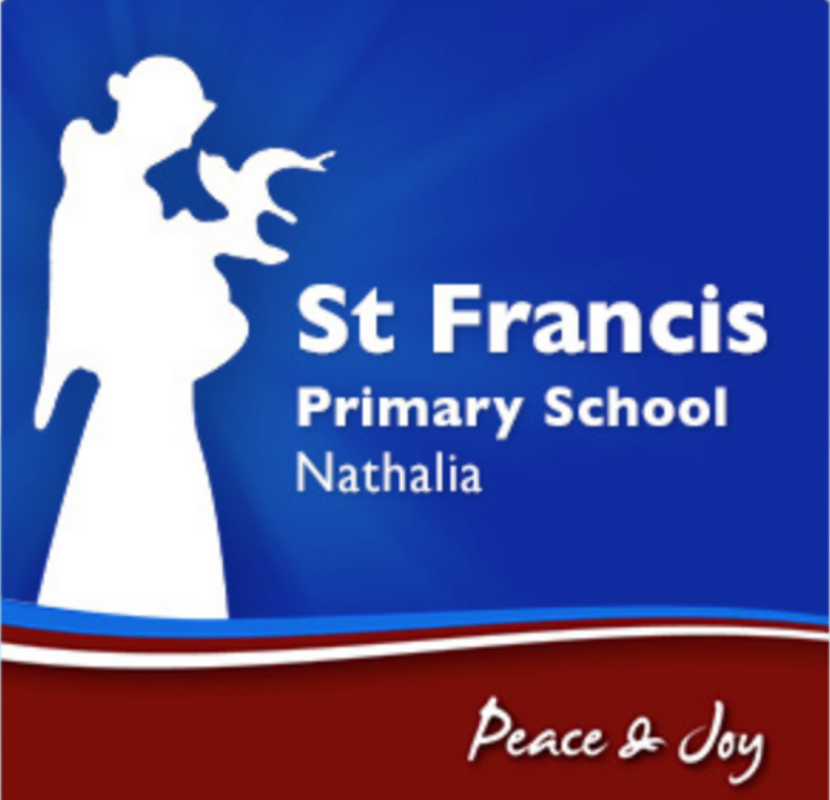 St Francis
Primary School
Nathalia
Peace & Joy